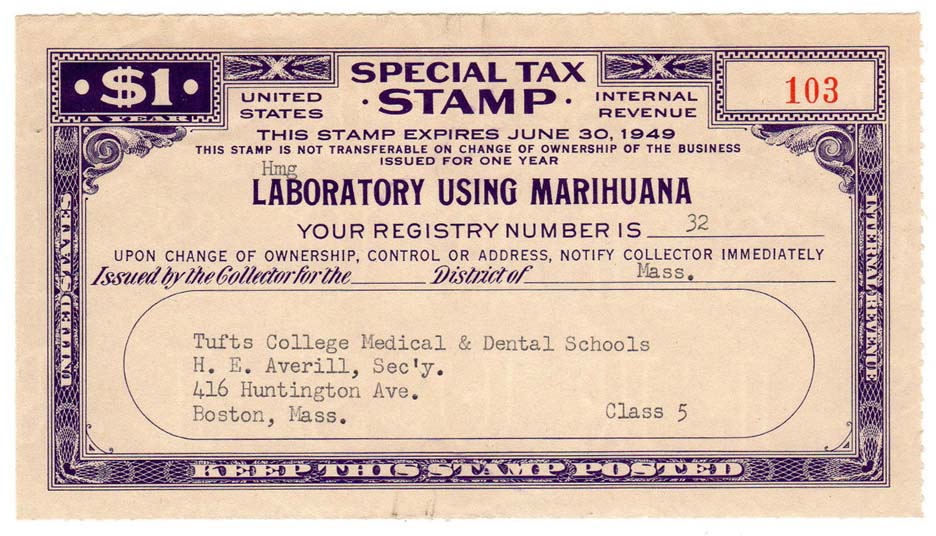 $1
A YEAR
UNITED STATES
SPECIAL TAX
STAMP
INTERNAL REVENUE
103
THIS STAMP EXPIRES JUNE 30, 1949
THIS STAMP IS NOT TRANSFERABLE ON CHANGE OF OWNERSHIP OF THE BUSINESS
ISSUED FOR ONE YEAR
Hmg
LABORATORY USING MARIHUANA
YOUR REGISTRY NUMBER IS 32
UPON CHANGE OF OWNERSHIP, CONTROL OR ADDRESS, NOTIFY COLLECTOR IMMEDIATELY
Issued by the Collector for the District of Mass.
UNITED STATES
INTERNAL REVENUE
Tufts College Medical & Dental Schools
H. E. Averill, Sec'y.
416 Huntington Ave.
Boston, Mass. Class 5
KEEP THIS STAMP POSTED